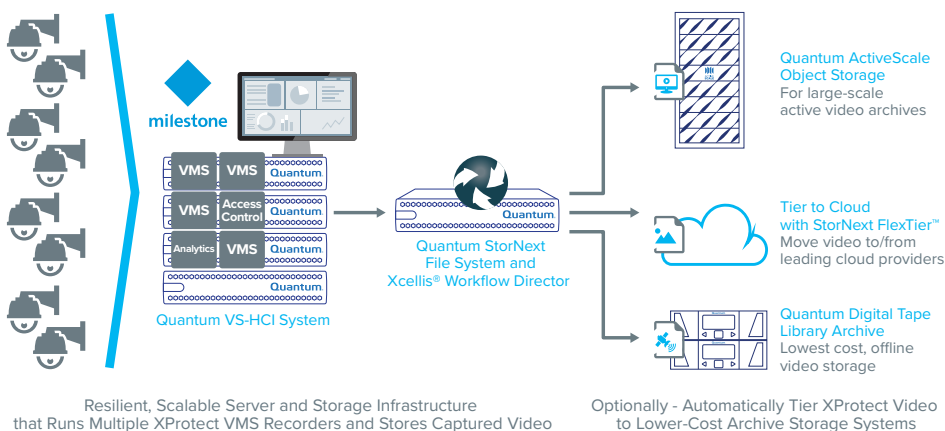 milestone
VMS VMS Quantum.
VMS Access Control Quantum.
Analytics VMS Quantum.
Quantum.
Quantum VS-HCI System
Quantum.
Quantum StorNext
File System and
Xcellis® Workflow Director
Quantum ActiveScale
Object Storage
For large-scale
active video archives
Tier to Cloud
with StorNext FlexTier™
Move video to/from
leading cloud providers
Quantum Digital Tape
Library Archive
Lowest cost, offline
video storage
Resilient, Scalable Server and Storage Infrastructure
that Runs Multiple XProtect VMS Recorders and Stores Captured Video
Optionally - Automatically Tier XProtect Video
to Lower-Cost Archive Storage Systems